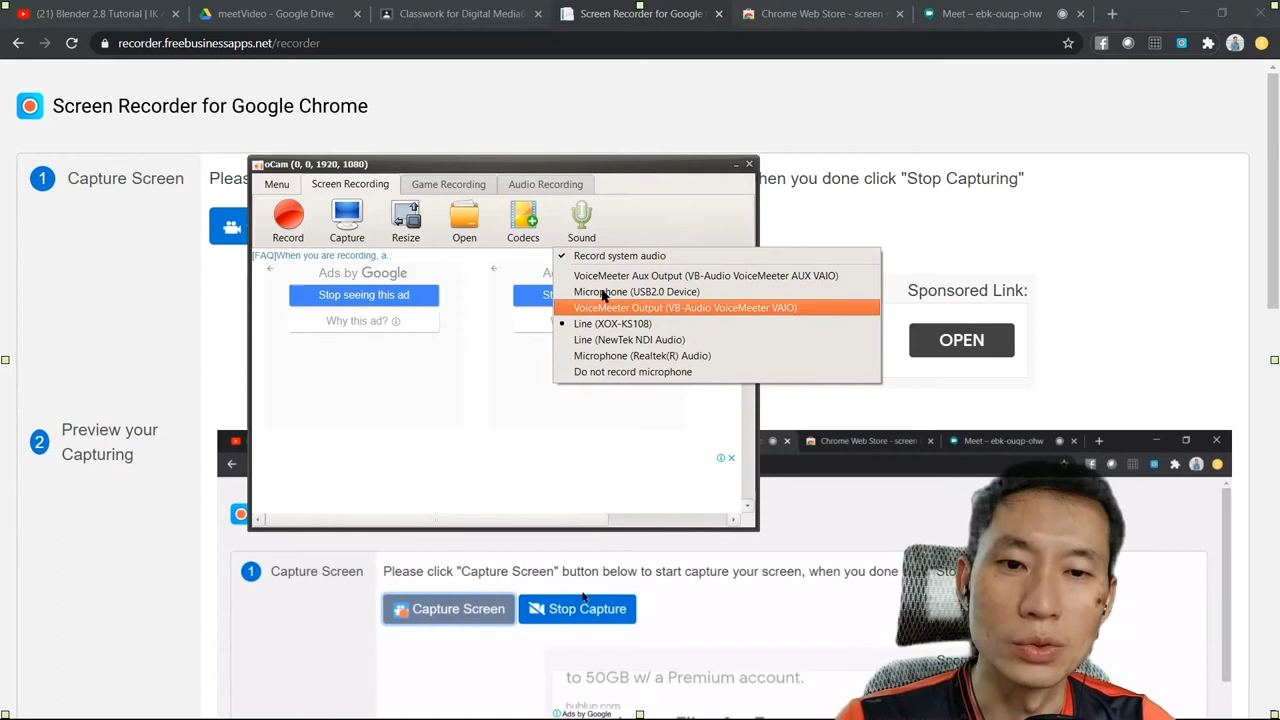 (21) Blender 2.8 Tutorial | IK /
meetVideo - Google Drive
Classwork for Digital Media
Screen Recorder for Google
Chrome Web Store - screen
Meet – ebk-ouqp-ohw
recorder.freebusinessapps.net/recorder
Screen Recorder for Google Chrome
1 Capture Screen
hen you done click "Stop Capturing"
oCam (0, 0, 1920, 1080)
Menu
Screen Recording
Game Recording
Audio Recording
Record
Capture
Resize
Open
Codecs
Sound
[FAQ]When you are recording, a..
Ads by Google
Stop seeing this ad
Why this ad?
Record system audio
VoiceMeeter Aux Output (VB-Audio VoiceMeeter AUX VAIO)
Microphone (USB2.0 Device)
VoiceMeeter Output (VB-Audio VoiceMeeter VAIO)
Line (XOX-KS108)
Line (NewTek NDI Audio)
Microphone (Realtek(R) Audio)
Do not record microphone
Sponsored Link:
OPEN
2 Preview your
Capturing
Chrome Web Store - screen
Meet – ebk-ouqp-ohw
1 Capture Screen
Please click "Capture Screen" button below to start capture your screen, when you done
Capture Screen
Stop Capture
to 50GB w/ a Premium account.
hublup.com
Ads by Google